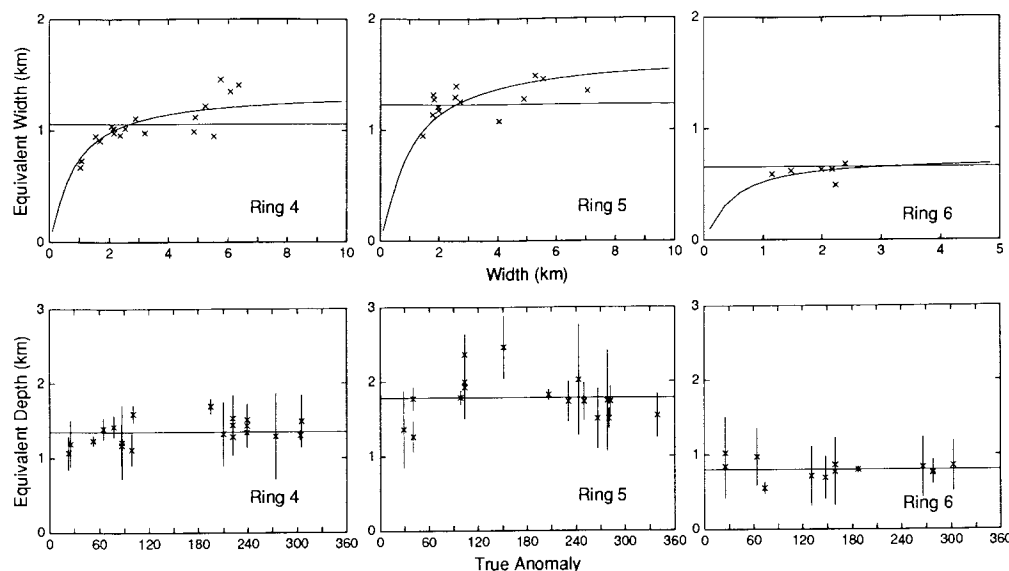 2
1
0
0 2 4 6 8 10
Equivalent Width (km)
Ring 4
2
1
0
0 2 4 6 8 10
Ring 5
Width (km)
2
1
0
0 1 2 3 4 5
Ring 6
3
2
1
0
0 60 120 180 240 300 360
Equivalent Depth (km)
Ring 4
3
2
1
0
0 60 120 180 240 300 360
Ring 5
True Anomaly
3
2
1
0
0 60 120 180 240 300 360
Ring 6